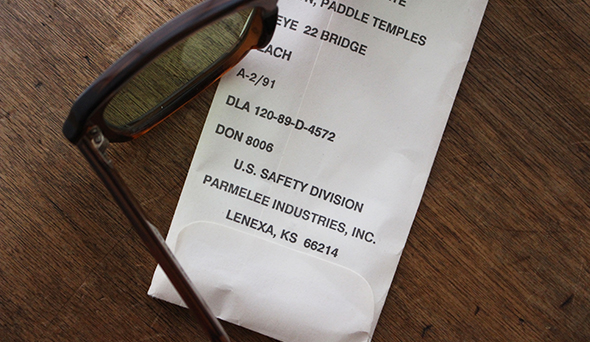 PADDLE TEMPLES
EYE 22 BRIDGE
A-2/91
DLA 120-89-D-4572
DON 8006
U.S. SAFETY DIVISION
PARMELEE INDUSTRIES, INC.
LENEXA, KS 66214